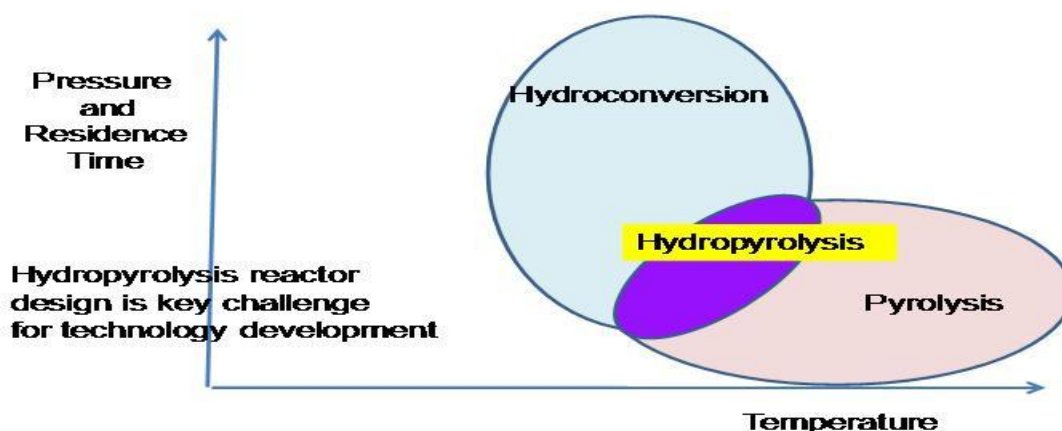 Pressure
and
Residence
Time
Hydroconversion
Hydropyrolysis
Hydropyrolysis reactor
design is key challenge
for technology development
Pyrolysis
Temperature